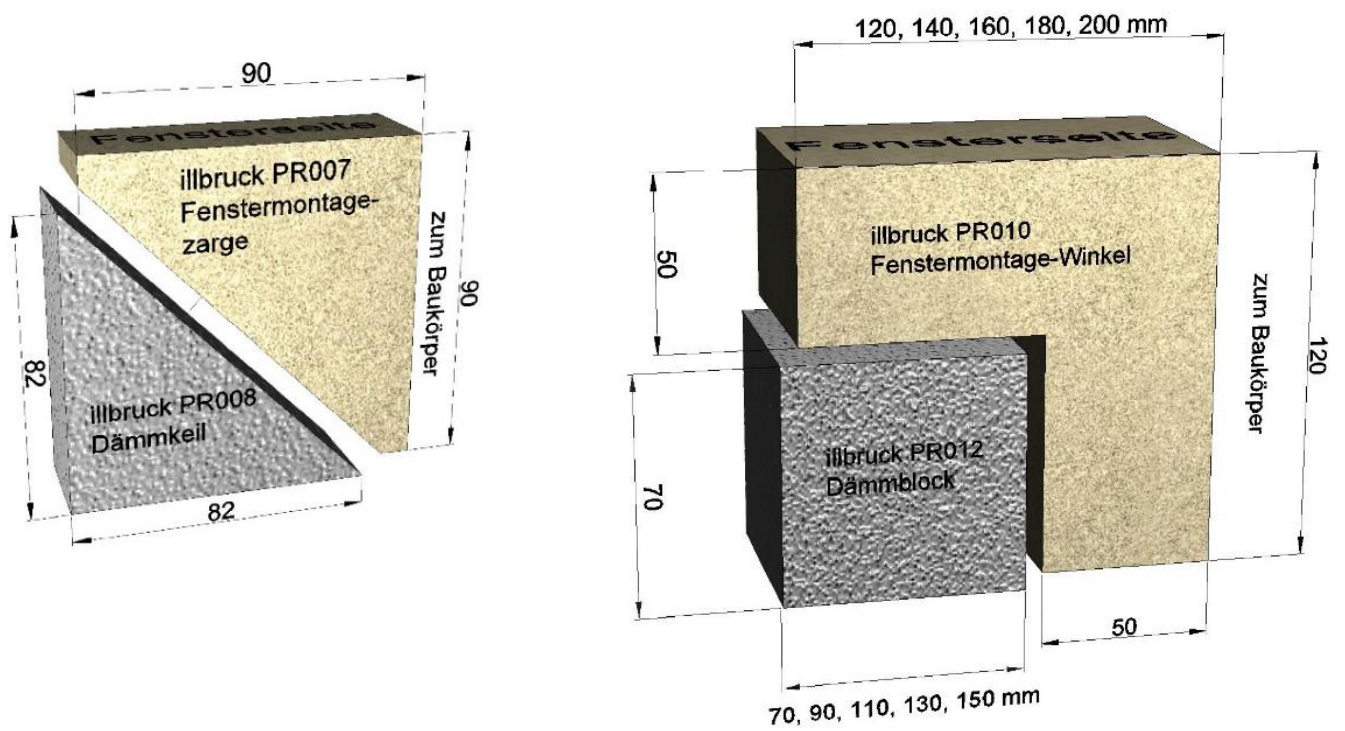 90
Fensterseite
illbruck PR007
Fenstermontage-
zarge
zum Baukörper
90
82
illbruck PR008
Dämmkeil
82
120, 140, 160, 180, 200 mm
Fensterseite
50
illbruck PR010
Fenstermontage-Winkel
zum Baukörper
120
70
illbruck PR012
Dämmblock
50
70, 90, 110, 130, 150 mm